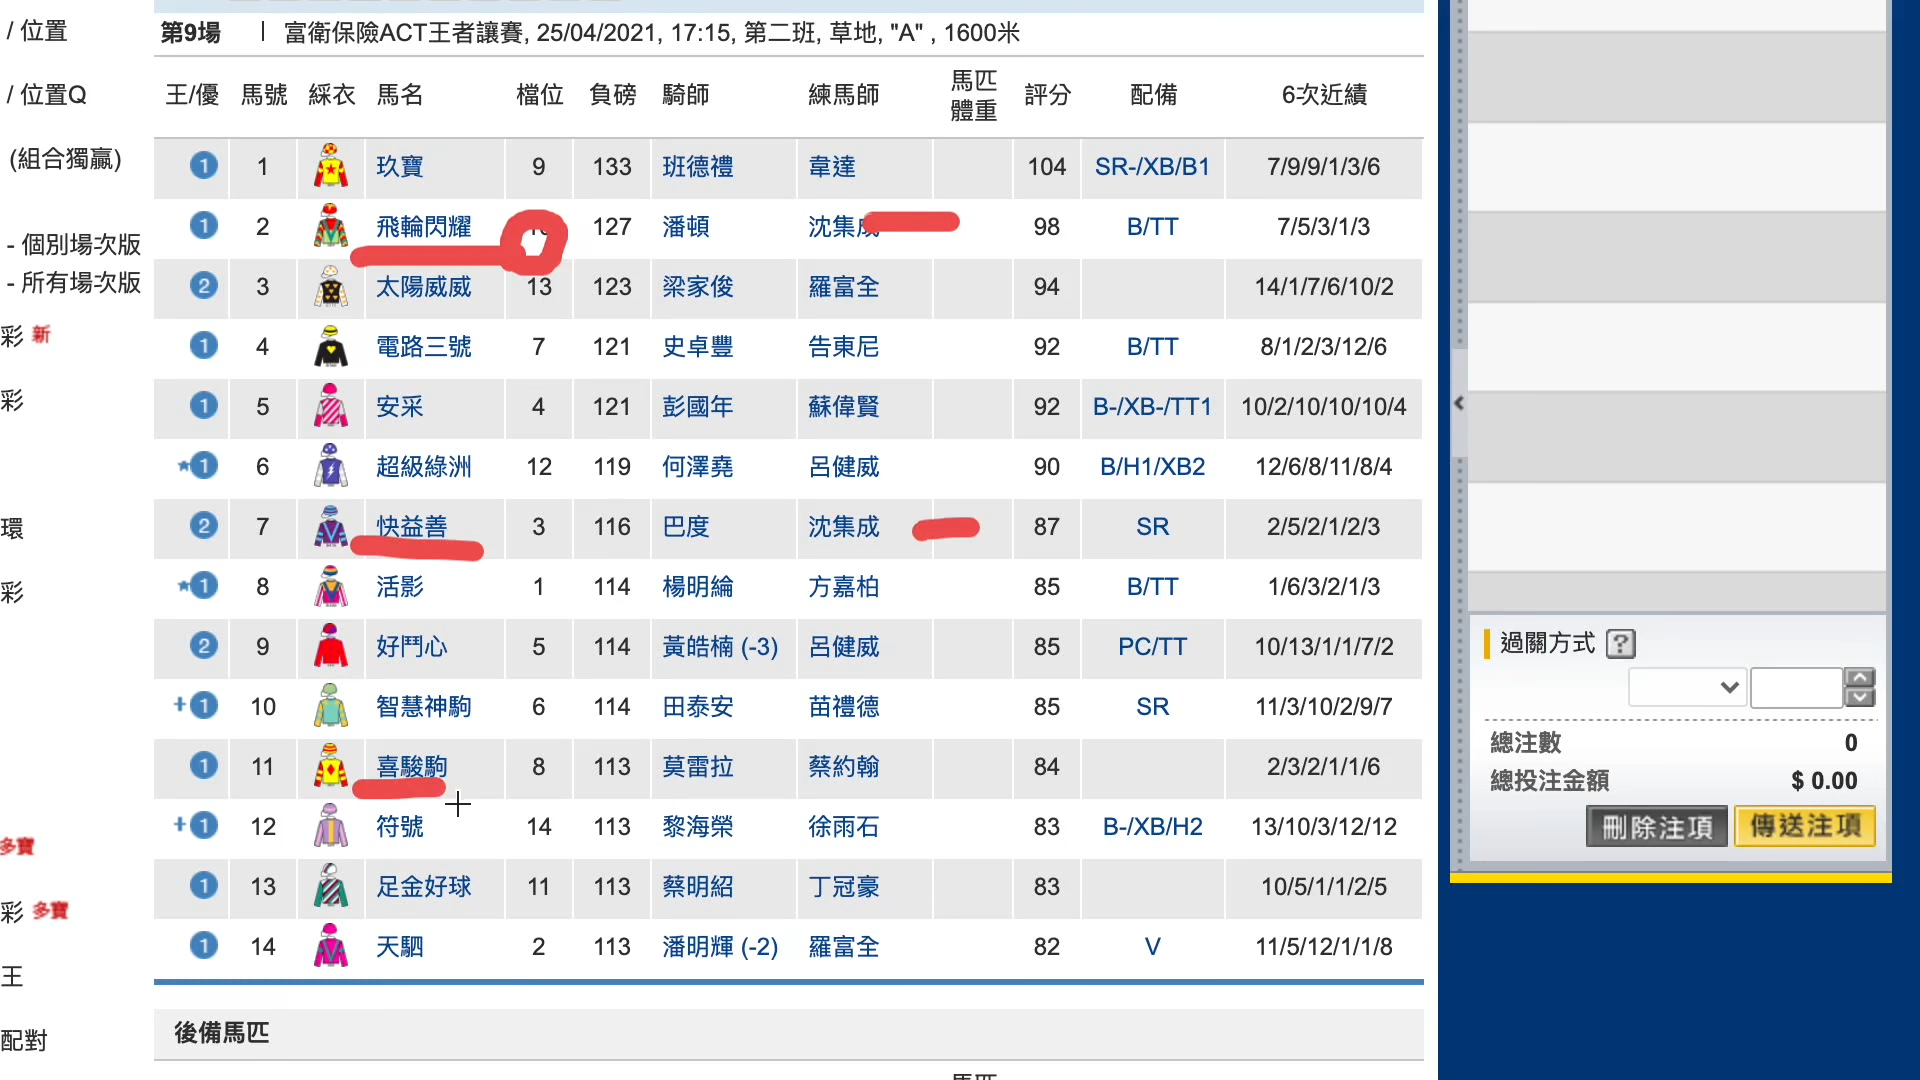 / 位置
/ 位置Q
(組合獨贏)
- 個別場次版
- 所有場次版
彩 新
彩
環
彩
多寶
彩 多寶
王
配對
第9場 | 富衛保險ACT王者讓賽, 25/04/2021, 17:15, 第二班, 草地, "A" , 1600米
王/優 馬號 綵衣 馬名 檔位 負磅 騎師 練馬師 馬匹體重 評分 配備 6次近績
1 1 玖寶 9 133 班德禮 韋達 104 SR-/XB/B1 7/9/9/1/3/6
1 2 飛輪閃耀 127 潘頓 沈集成 98 B/TT 7/5/3/1/3
2 3 太陽威威 13 123 梁家俊 羅富全 94 14/1/7/6/10/2
1 4 電路三號 7 121 史卓豐 告東尼 92 B/TT 8/1/2/3/12/6
1 5 安采 4 121 彭國年 蘇偉賢 92 B-/XB-/TT1 10/2/10/10/10/4
★1 6 超級綠洲 12 119 何澤堯 呂健威 90 B/H1/XB2 12/6/8/11/8/4
2 7 快益善 3 116 巴度 沈集成 87 SR 2/5/2/1/2/3
★1 8 活影 1 114 楊明綸 方嘉柏 85 B/TT 1/6/3/2/1/3
2 9 好鬥心 5 114 黃皓楠 (-3) 呂健威 85 PC/TT 10/13/1/1/7/2
+1 10 智慧神駒 6 114 田泰安 苗禮德 85 SR 11/3/10/2/9/7
1 11 喜駿駒 8 113 莫雷拉 蔡約翰 84 2/3/2/1/1/6
+1 12 符號 14 113 黎海榮 徐雨石 83 B-/XB/H2 13/10/3/12/12
1 13 足金好球 11 113 蔡明紹 丁冠豪 83 10/5/1/1/2/5
1 14 天駟 2 113 潘明輝 (-2) 羅富全 82 V 11/5/12/1/1/8
後備馬匹
過關方式 ?
總注數 0
總投注金額 $ 0.00
刪除注項 傳送注項